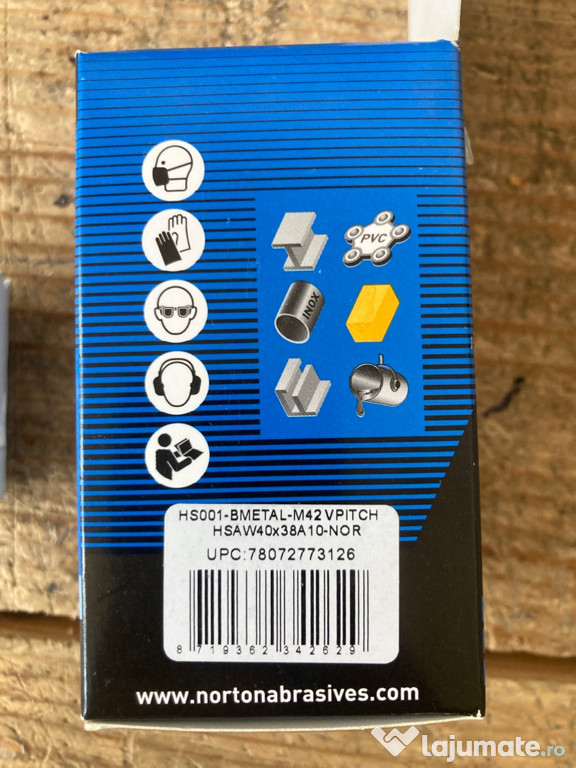 PVC
INOX
HS001-BMETAL-M42 VPITCH
HSAW40x38A10-NOR
UPC:78072773126
8 719362 342629
www.nortonabrasives.com
Lajumate.ro